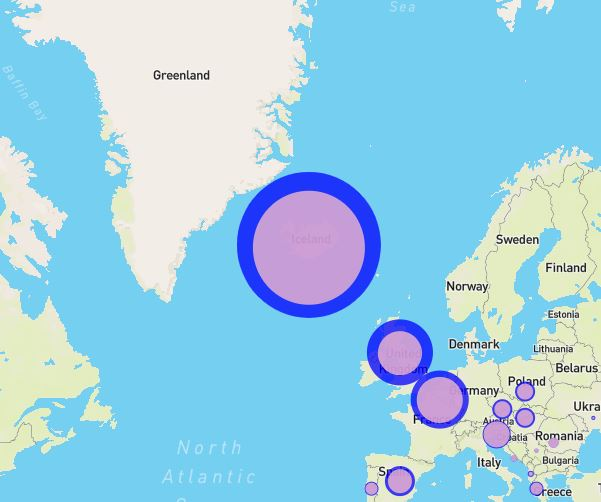 Sea
Greenland
Baffin Bay
Iceland
Sweden
Finland
Norway
Estonia
Denmark
Lithuania
United
Kingdom
Belarus
Poland
Germany
Ukra
Austria
Romania
Italy
Bulgaria
North
Atlantic
Greece